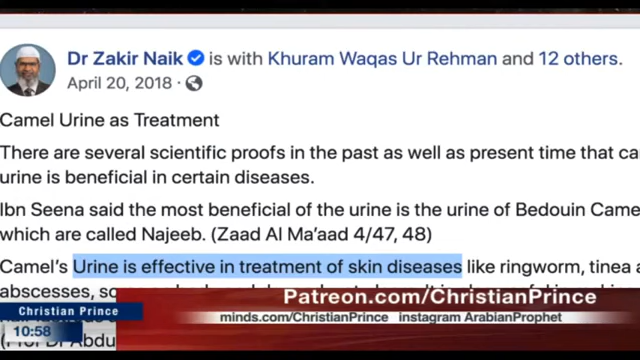 Dr Zakir Naik is with Khuram Waqas Ur Rehman and 12 others.
April 20, 2018
Camel Urine as Treatment
There are several scientific proofs in the past as well as present time that
urine is beneficial in certain diseases.
Ibn Seena said the most beneficial of the urine is the urine of Bedouin
which are called Najeeb. (Zaad Al Ma'aad 4/47, 48)
Camel's Urine is effective in treatment of skin diseases like ringworm, tinea
abscesses,
Patreon.com/ChristianPrince
Christian Prince
minds.com/ChristianPrince instagram ArabianProphet
10:58